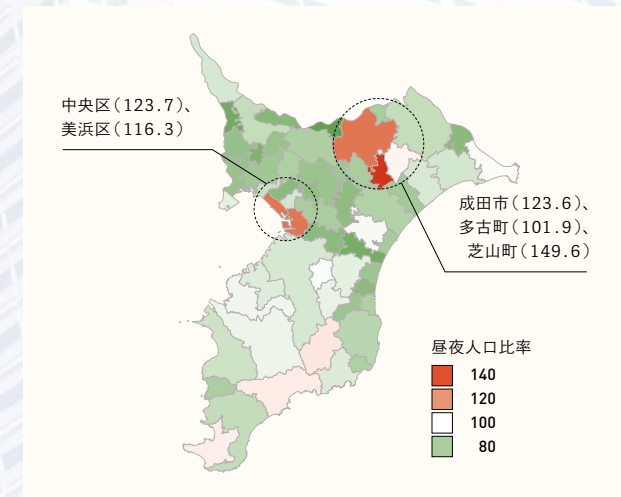 中央区（123.7）、
美浜区（116.3）
成田市（123.6）、
多古町（101.9）、
芝山町（149.6）
昼夜人口比率
140
120
100
80